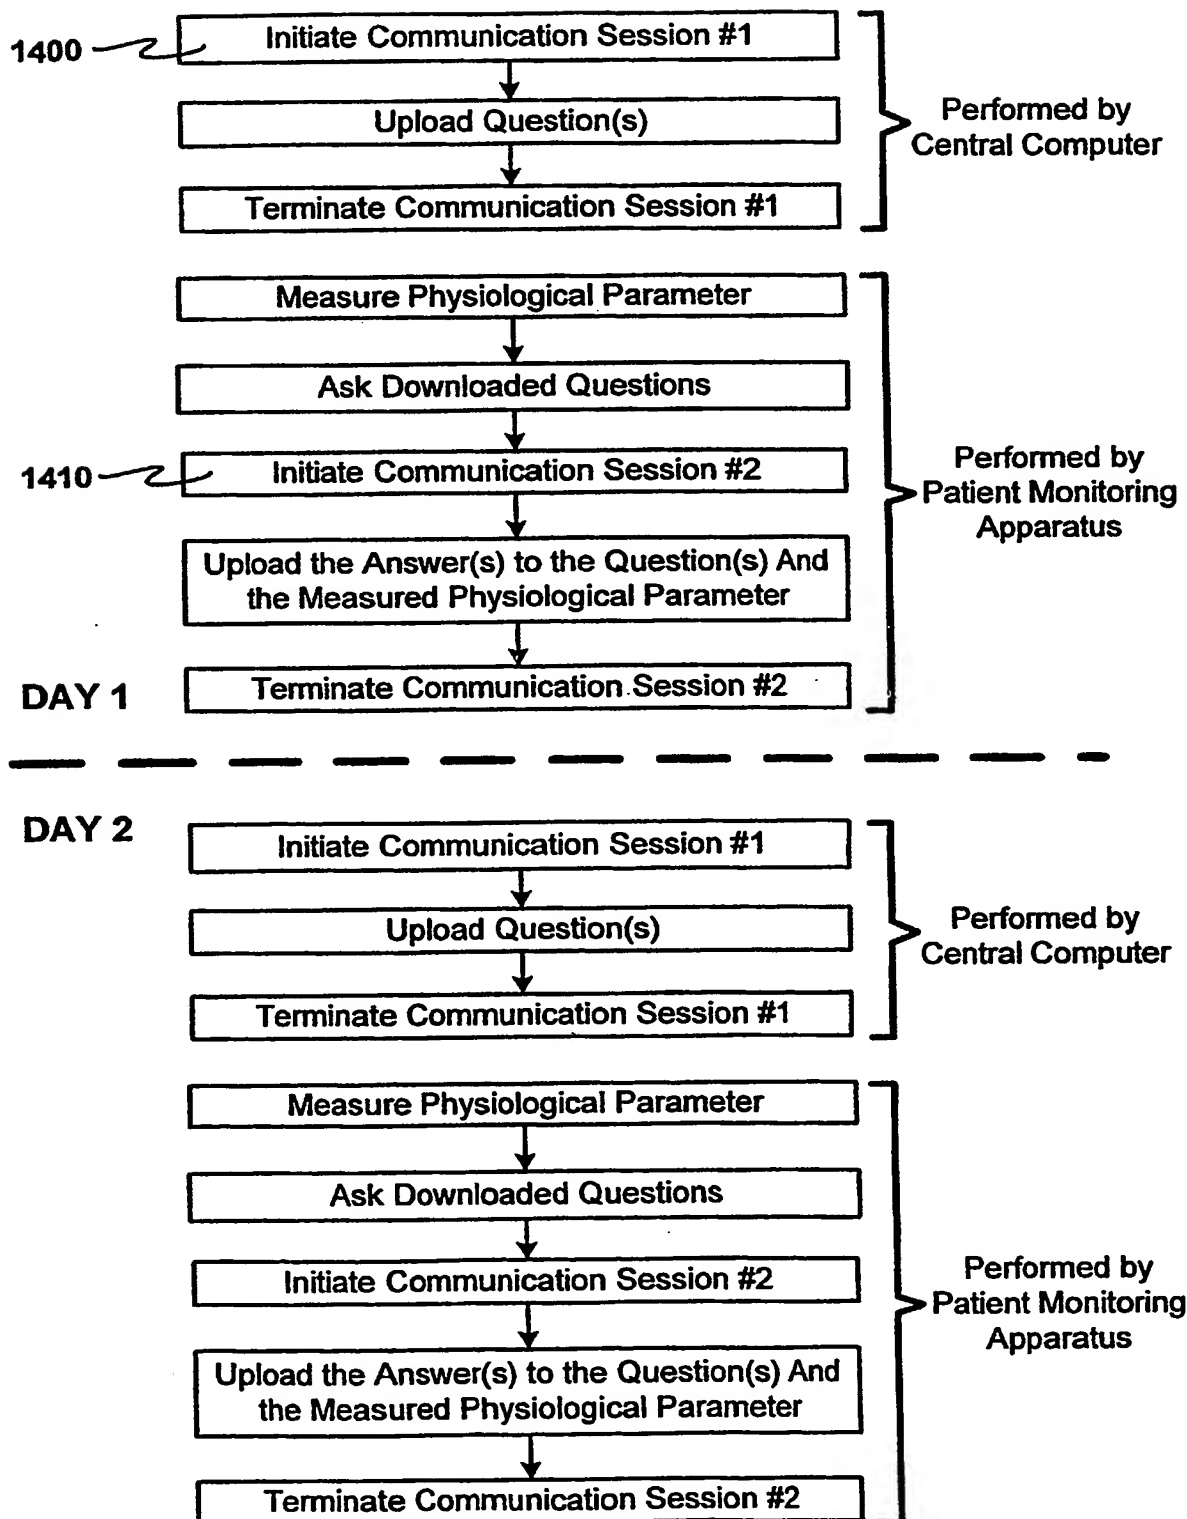 1400
Initiate Communication Session #1
Upload Question(s)
Terminate Communication Session #1
Performed by
Central Computer
Measure Physiological Parameter
Ask Downloaded Questions
1410
Initiate Communication Session #2
Upload the Answer(s) to the Question(s) And
the Measured Physiological Parameter
Terminate Communication Session #2
Performed by
Patient Monitoring
Apparatus
DAY 1
DAY 2
Initiate Communication Session #1
Upload Question(s)
Terminate Communication Session #1
Performed by
Central Computer
Measure Physiological Parameter
Ask Downloaded Questions
Initiate Communication Session #2
Upload the Answer(s) to the Question(s) And
the Measured Physiological Parameter
Terminate Communication Session #2
Performed by
Patient Monitoring
Apparatus